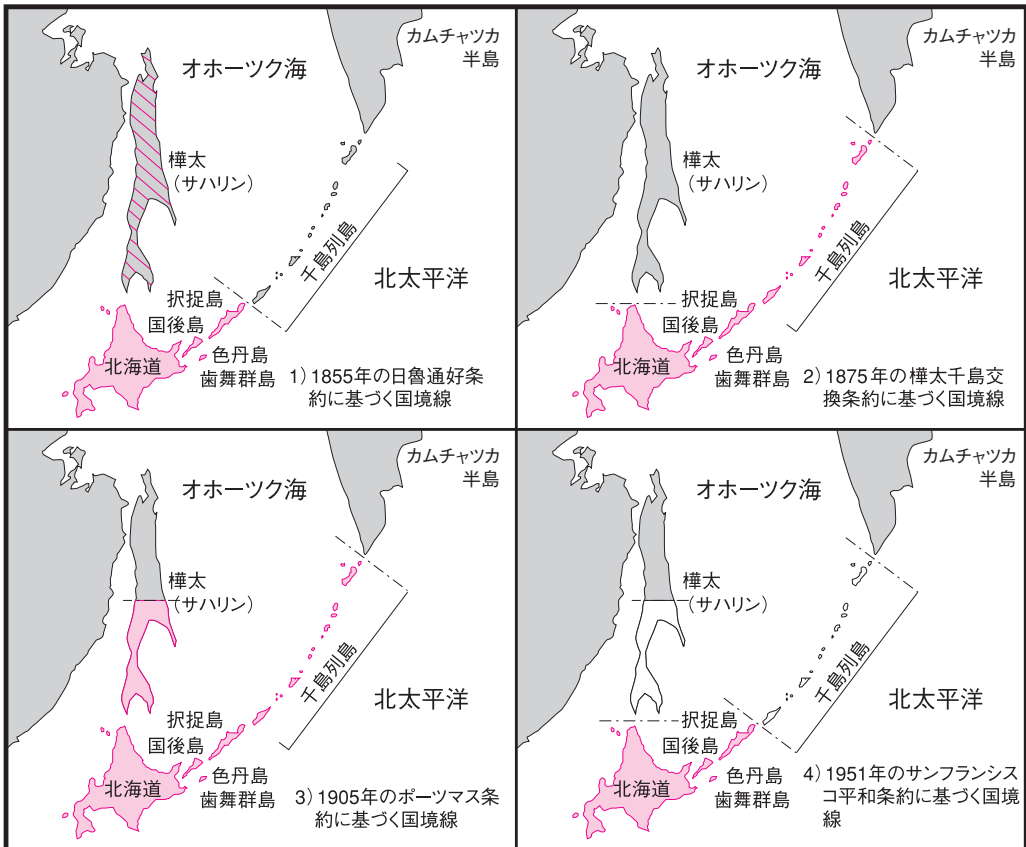 カムチャツカ
半島
オホーツク海
樺太
(サハリン)
千島列島
北太平洋
択捉島
国後島
色丹島
歯舞群島
北海道
1)1855年の日魯通好条
約に基づく国境線
カムチャツカ
半島
オホーツク海
樺太
(サハリン)
千島列島
北太平洋
択捉島
国後島
色丹島
歯舞群島
北海道
2)1875年の樺太千島交
換条約に基づく国境線
カムチャツカ
半島
オホーツク海
樺太
(サハリン)
千島列島
北太平洋
択捉島
国後島
色丹島
歯舞群島
北海道
3)1905年のポーツマス条
約に基づく国境線
カムチャツカ
半島
オホーツク海
樺太
(サハリン)
千島列島
北太平洋
択捉島
国後島
色丹島
歯舞群島
北海道
4)1951年のサンフランシス
コ平和条約に基づく国境
線